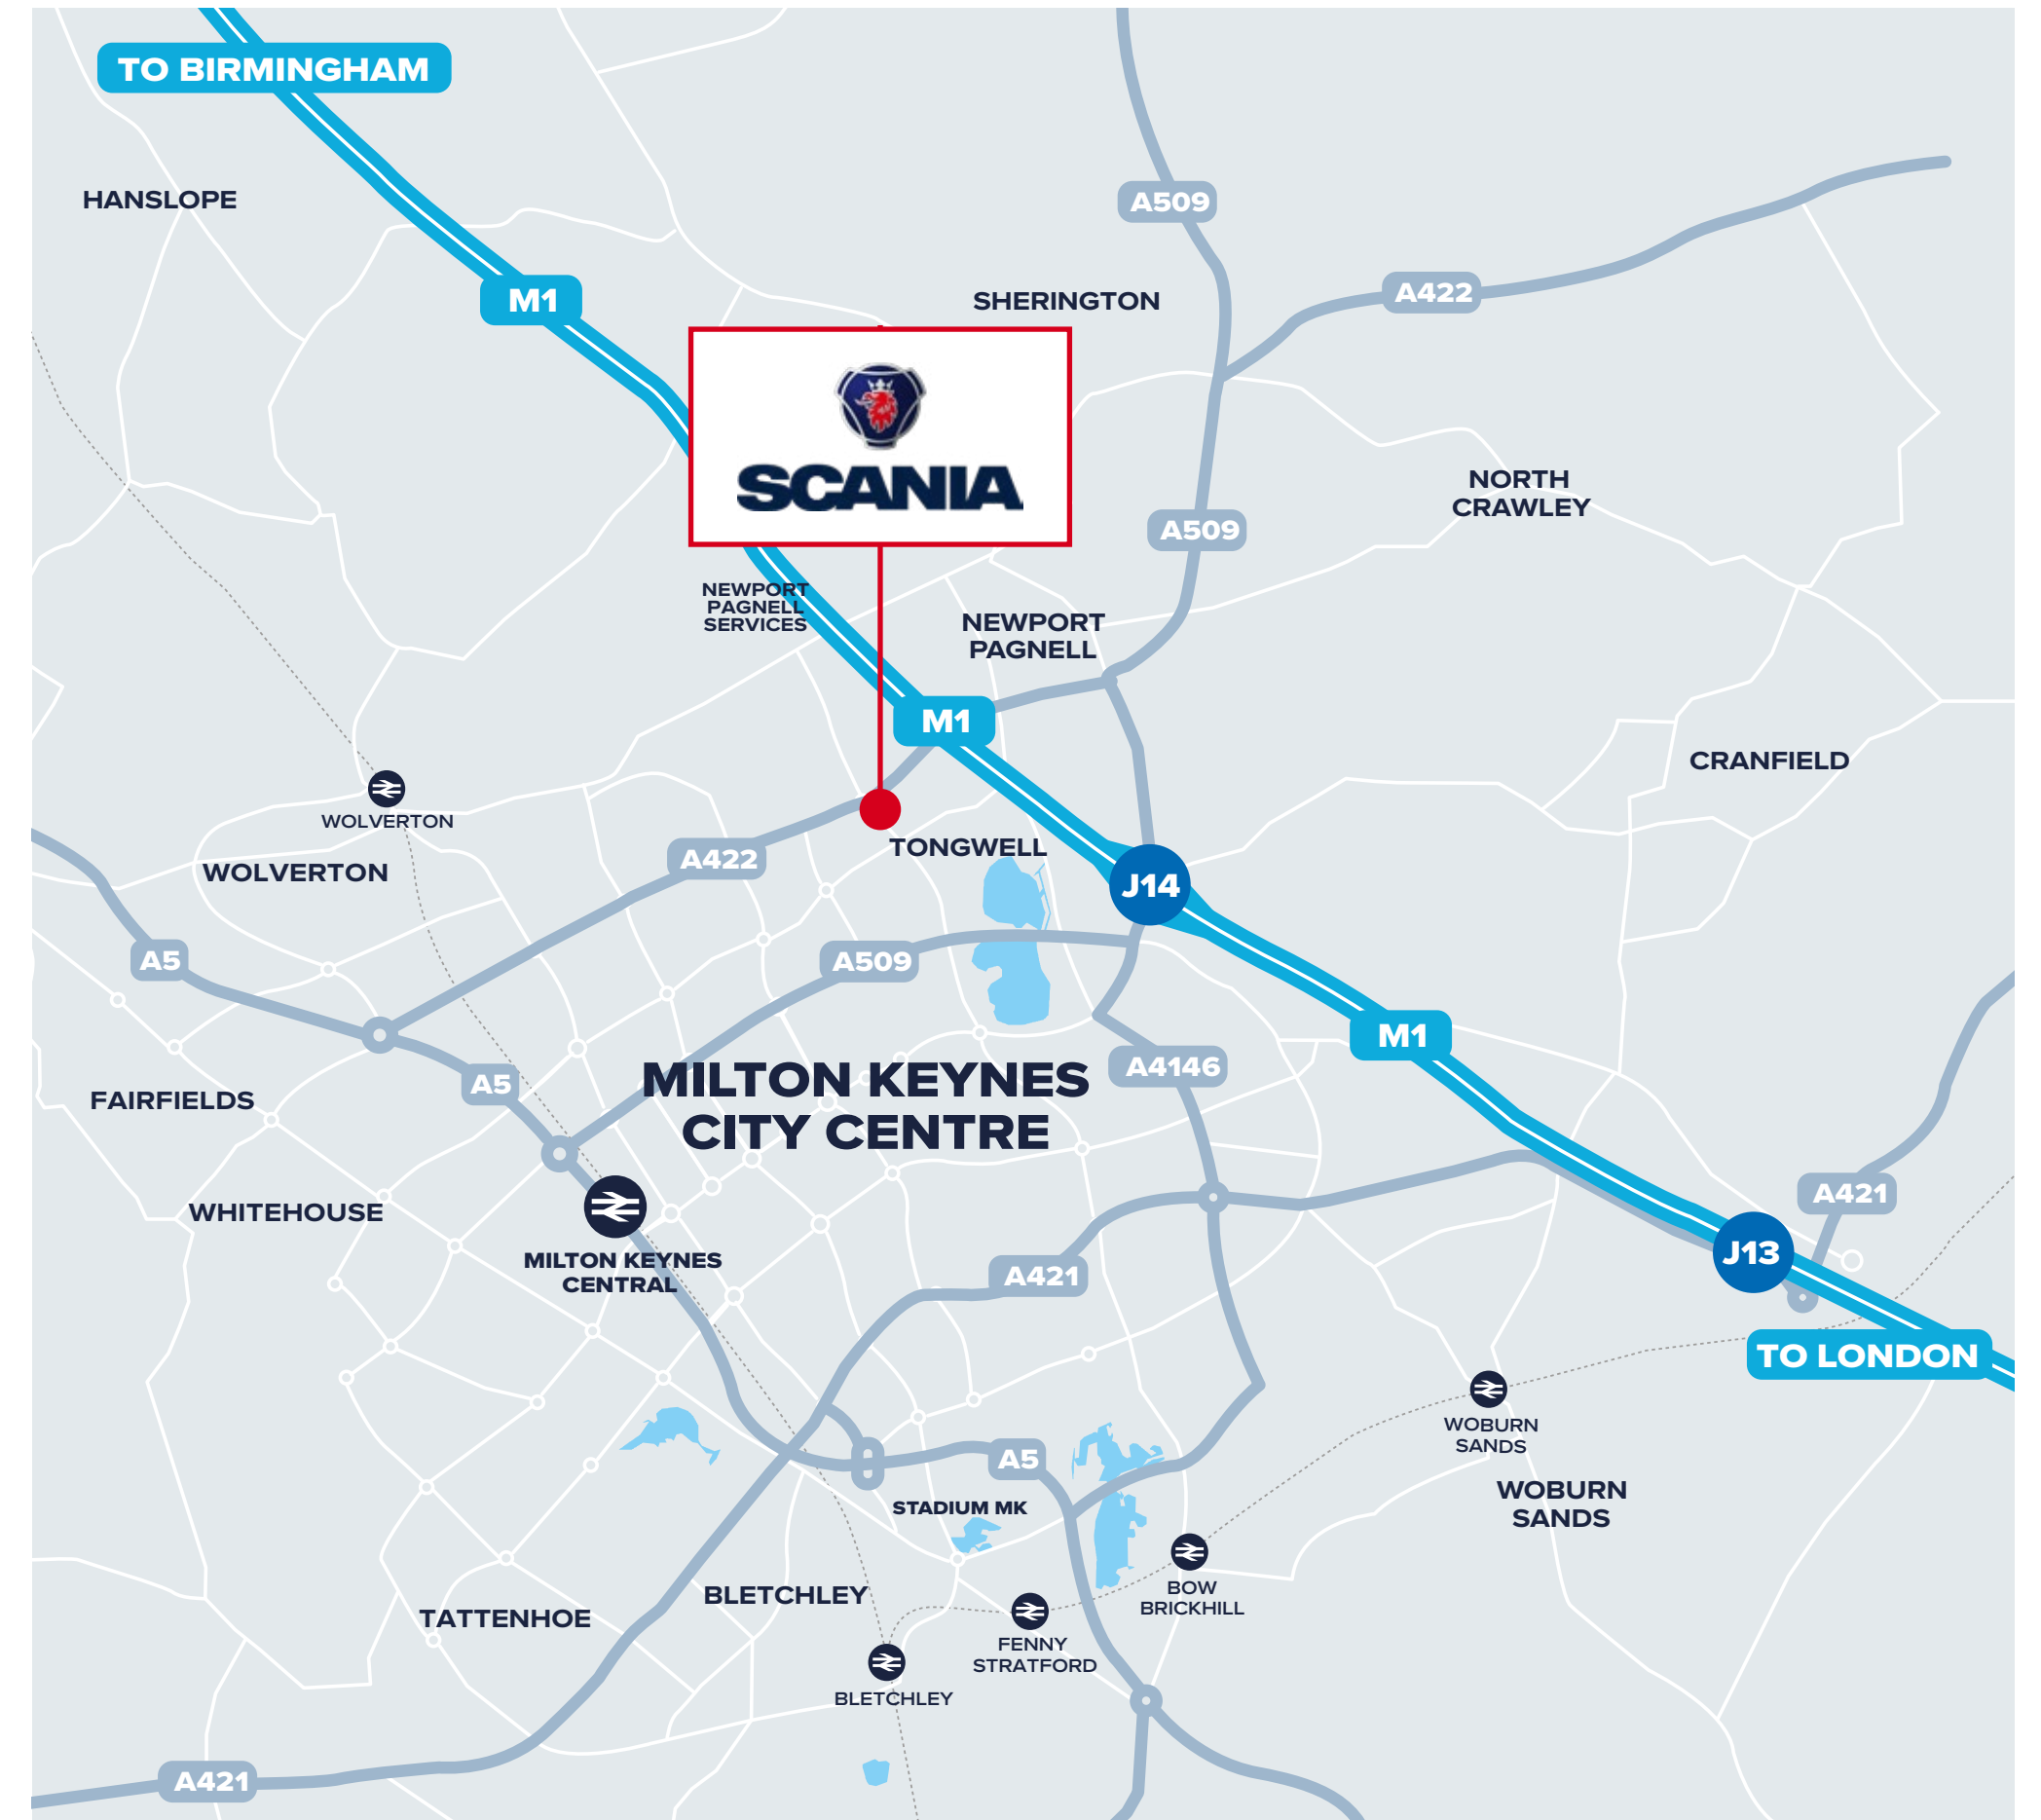 TO BIRMINGHAM
HANSLOPE
A509
M1
SHERINGTON
A422
SCANIA
NORTH
CRAWLEY
A509
NEWPORT
PAGNELL
SERVICES
NEWPORT
PAGNELL
M1
CRANFIELD
WOLVERTON
WOLVERTON
A422
TONGWELL
J14
A5
A509
M1
A5
MILTON KEYNES
CITY CENTRE
A4146
FAIRFIELDS
WHITEHOUSE
A421
J13
MILTON KEYNES
CENTRAL
A421
TO LONDON
WOBURN
SANDS
A5
WOBURN
SANDS
STADIUM MK
BLETCHLEY
BOW
BRICKHILL
TATTENHOE
FENNY
STRATFORD
BLETCHLEY
A421